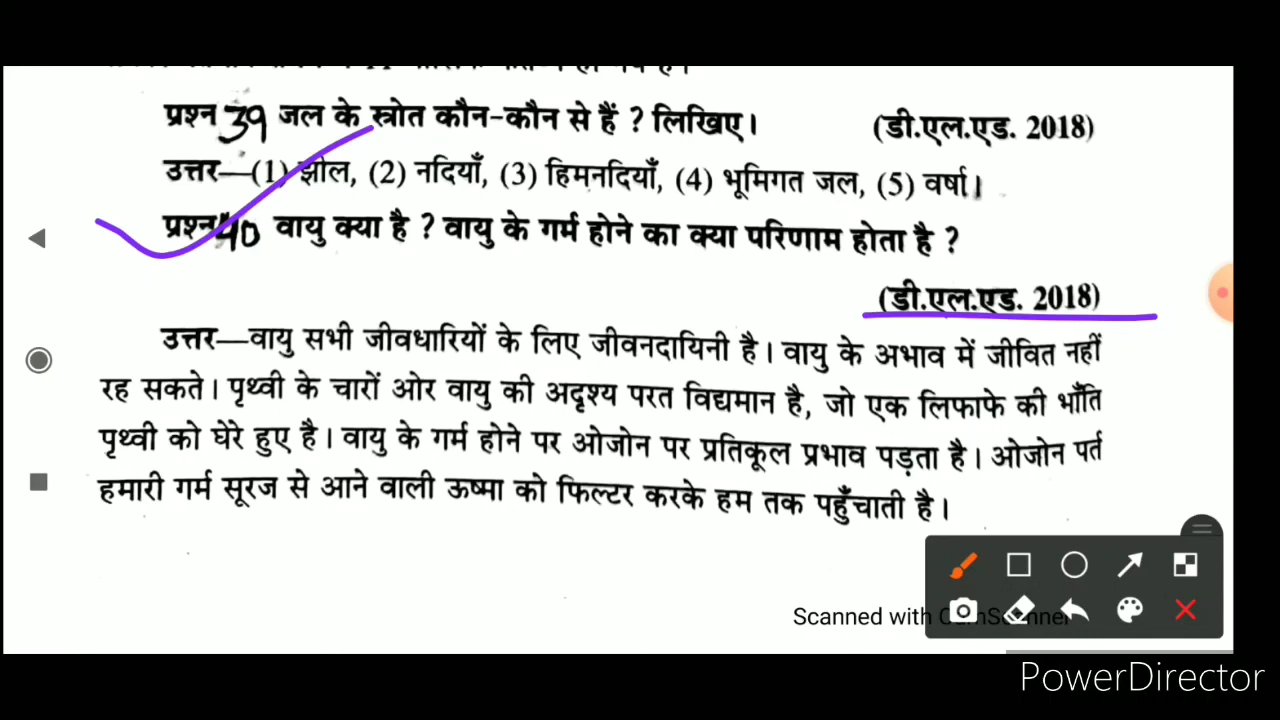 प्रश्न 39 जल के स्त्रोत कौन-कौन से हैं ? लिखिए। (डी.एल.एड. 2018)
उत्तर—(1) झील, (2) नदियाँ, (3) हिमनदियाँ, (4) भूमिगत जल, (5) वर्षा।
प्रश्न 40 वायु क्या है ? वायु के गर्म होने का क्या परिणाम होता है ?
(डी.एल.एड. 2018)
उत्तर—वायु सभी जीवधारियों के लिए जीवनदायिनी है। वायु के अभाव में जीवित नहीं
रह सकते। पृथ्वी के चारों ओर वायु की अदृश्य परत विद्यमान है, जो एक लिफाफे की भाँति
पृथ्वी को घेरे हुए है। वायु के गर्म होने पर ओजोन पर प्रतिकूल प्रभाव पड़ता है। ओजोन पर्त
हमारी गर्म सूरज से आने वाली ऊष्मा को फिल्टर करके हम तक पहुँचाती है।
Scanned with CamScanner
PowerDirector